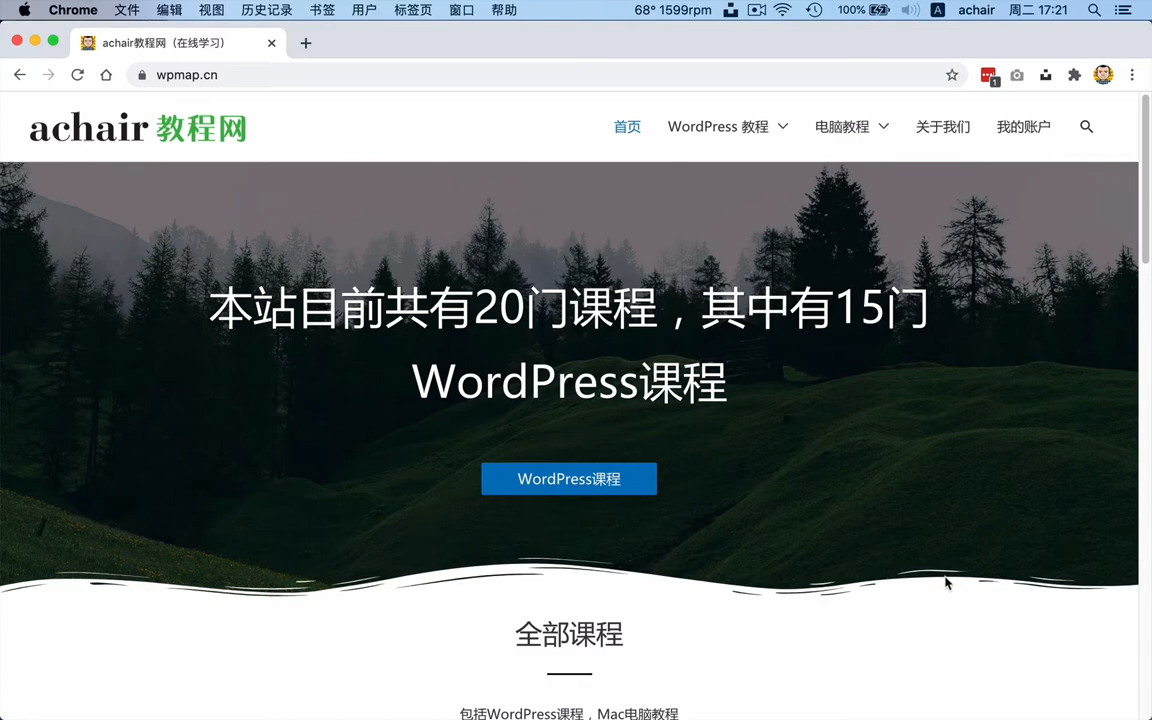 Chrome 文件 编辑 视图 历史记录 书签 用户 标签页 窗口 帮助 68° 1599rpm 100% A achair 周二 17:21
achair教程网（在线学习）
wpmap.cn 1
achair 教程网 首页 WordPress 教程 电脑教程 关于我们 我的账户
本站目前共有20门课程，其中有15门
WordPress课程
WordPress课程
全部课程
包括WordPress课程，Mac电脑教程